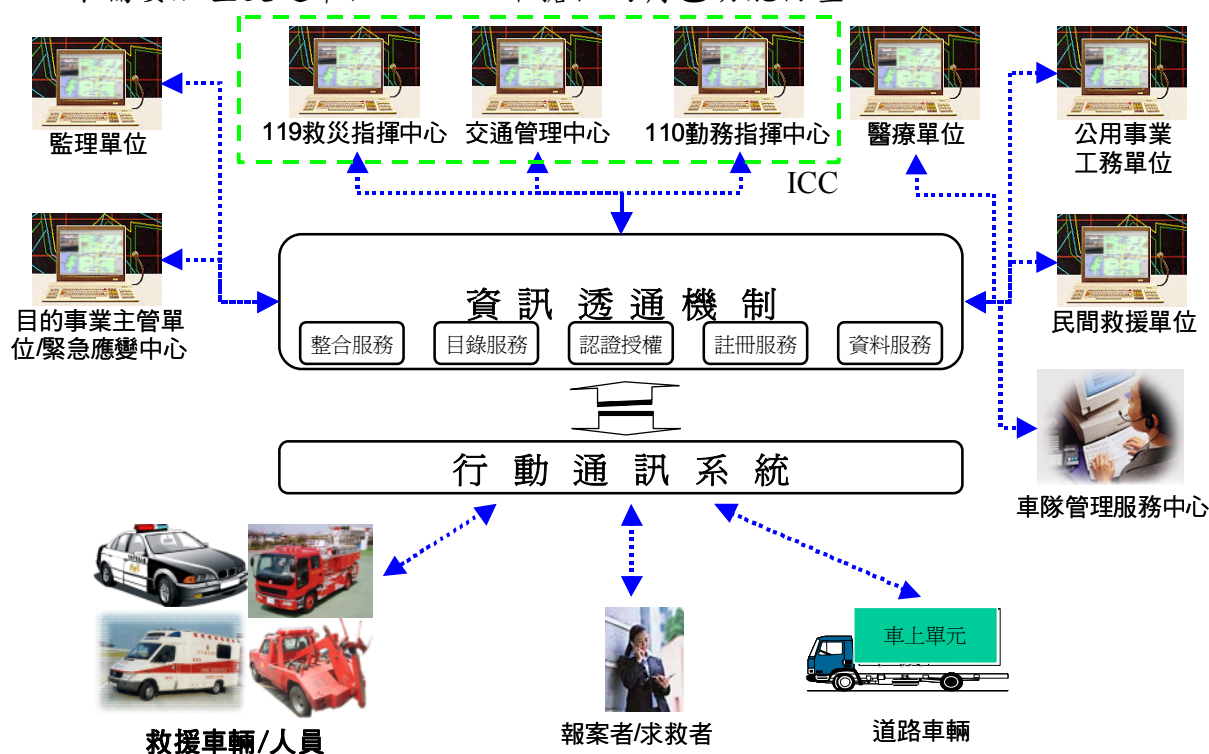 119救災指揮中心
交通管理中心
110勤務指揮中心
醫療單位
監理單位
公用事業
工務單位
ICC
目的事業主管單
位/緊急應變中心
民間救援單位
資訊透通機制
整合服務
目錄服務
認證授權
註冊服務
資料服務
行動通訊系統
車隊管理服務中心
車上單元
救援車輛/人員
報案者/求救者
道路車輛